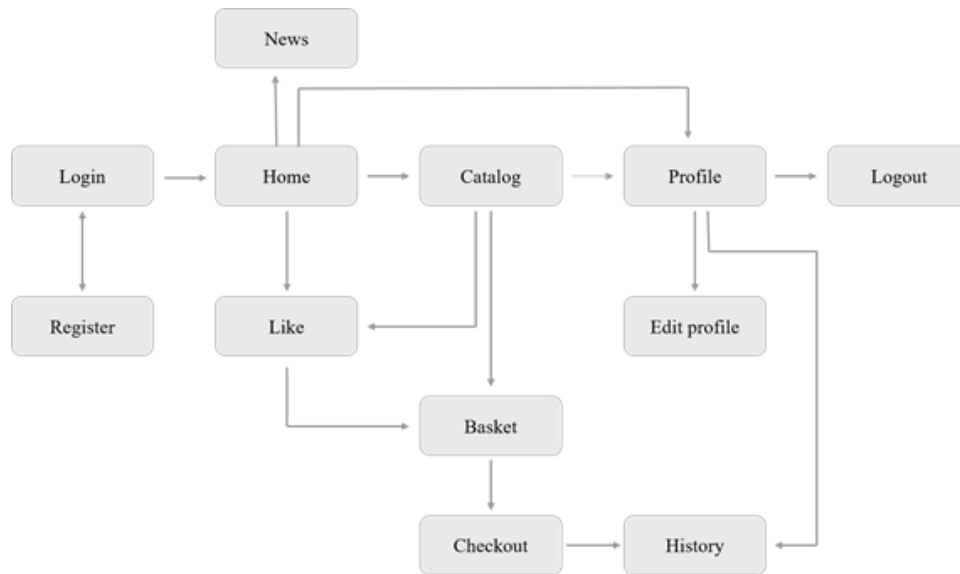 News
Login
Home
Catalog
Profile
Logout
Register
Like
Edit profile
Basket
Checkout
History